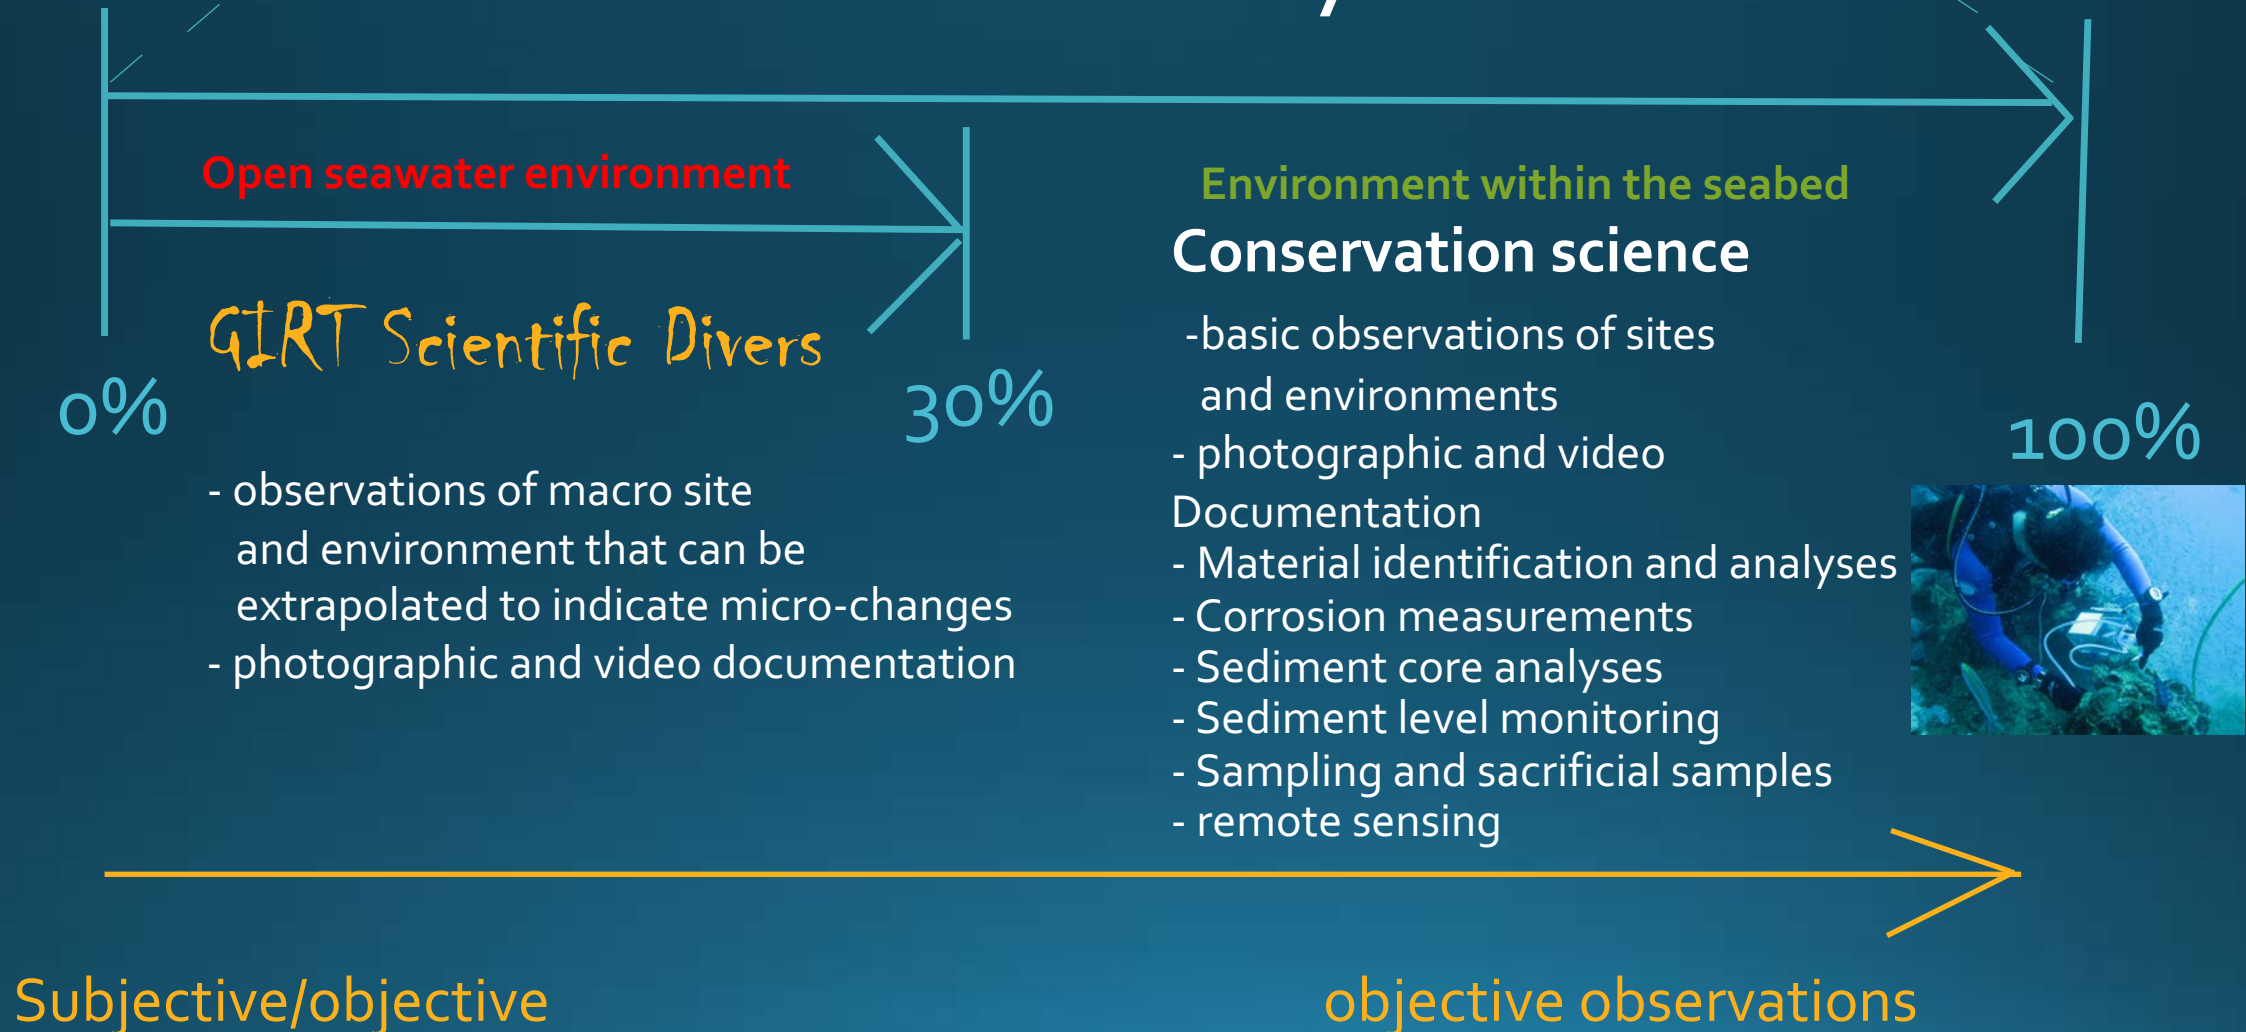 Open seawater environment
GIRT Scientific Divers
0%
30%
- observations of macro site
and environment that can be
extrapolated to indicate micro-changes
- photographic and video documentation
Environment within the seabed
Conservation science
-basic observations of sites
and environments
- photographic and video
Documentation
- Material identification and analyses
- Corrosion measurements
- Sediment core analyses
- Sediment level monitoring
- Sampling and sacrificial samples
- remote sensing
100%
Subjective/objective
objective observations